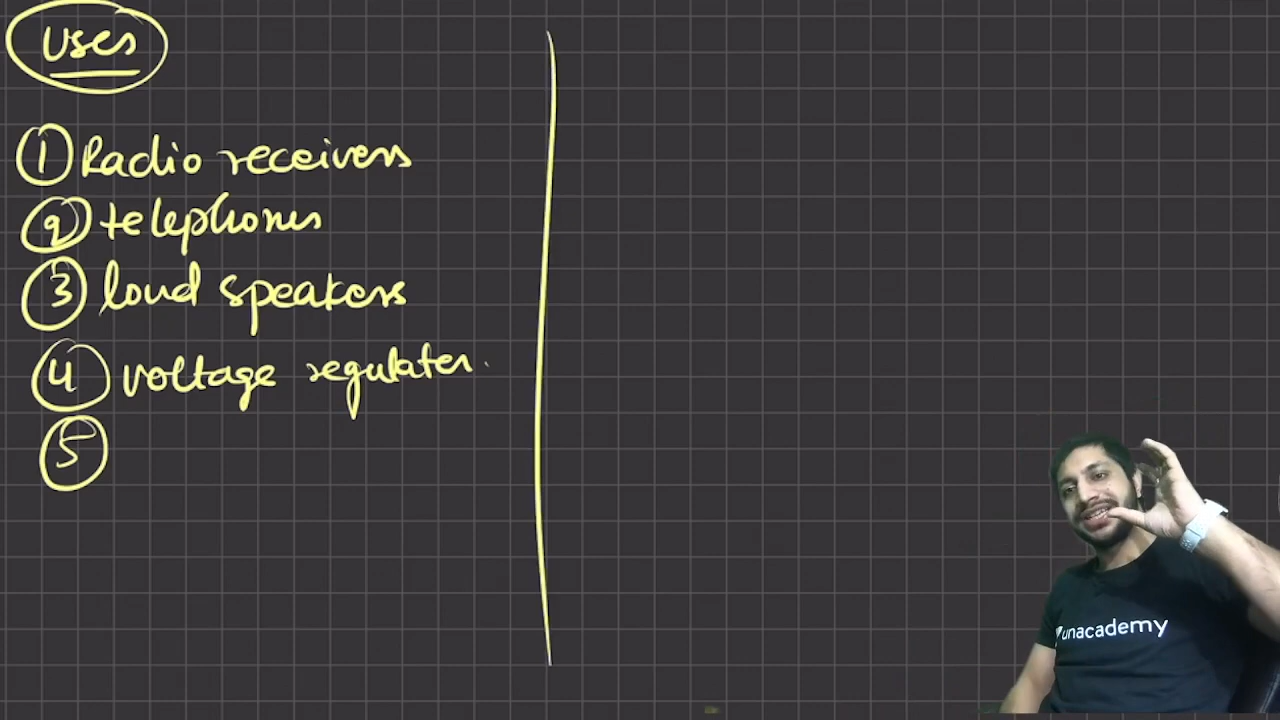 uses
① Radio receivers
② telephones
③ loud speakers
④ voltage regulater.
⑤
unacademy